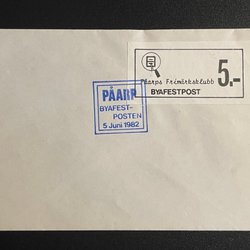 Påarps Frimärksklubb
5.-
BYAFESTPOST
PÅARP
BYAFEST-
POSTEN
5 Juni 1982